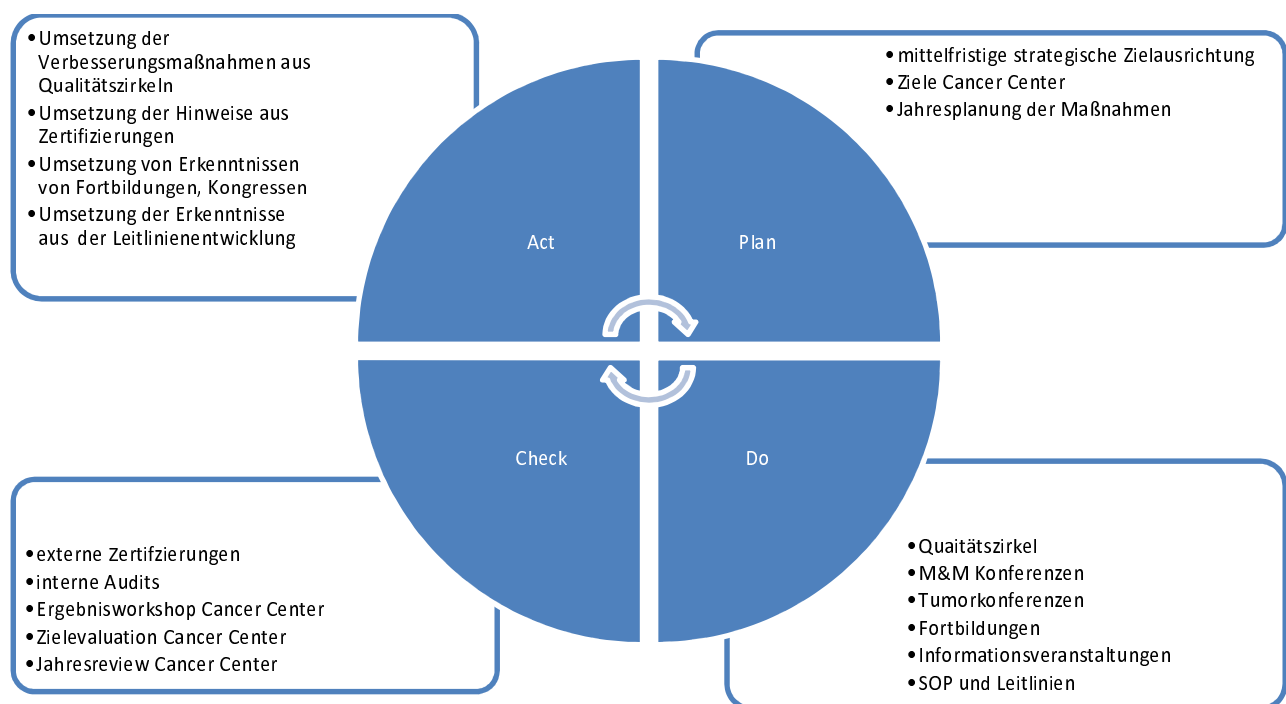 •Umsetzung der
Verbesserungsmaßnahmen aus
Qualitätszirkeln
•Umsetzung der Hinweise aus
Zertifizierungen
•Umsetzung von Erkenntnissen
von Fortbildungen, Kongressen
•Umsetzung der Erkenntnisse
aus der Leitlinienentwicklung
•mittelfristige strategische Zielausrichtung
•Ziele Cancer Center
•Jahresplanung der Maßnahmen
Act
Plan
Check
Do
•externe Zertifzierungen
•interne Audits
•Ergebnisworkshop Cancer Center
•Zielevaluation Cancer Center
•Jahresreview Cancer Center
•Quaitätszirkel
•M&M Konferenzen
•Tumorkonferenzen
•Fortbildungen
•Informationsveranstaltungen
•SOP und Leitlinien